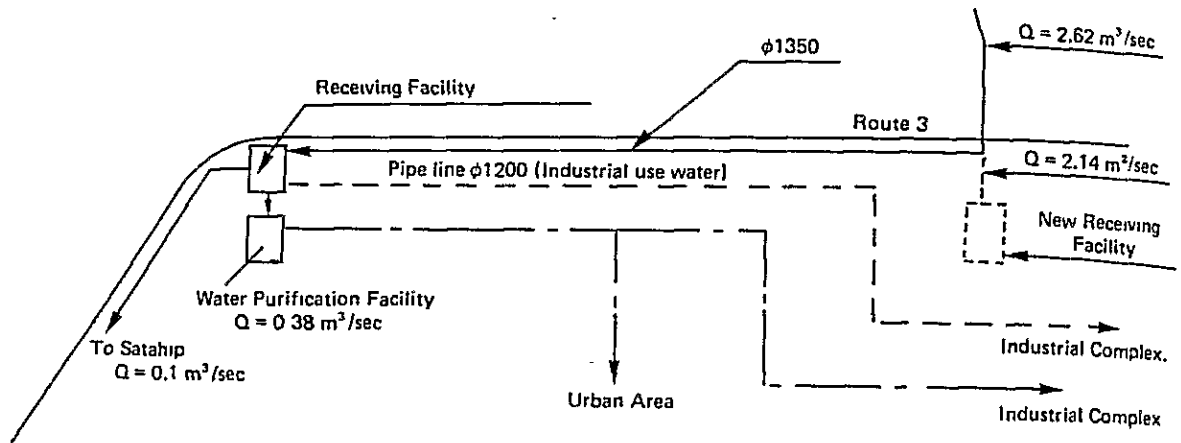 Q = 2.62 m³/sec
φ1350
Receiving Facility
Route 3
Pipe line φ1200 (Industrial use water)
Q = 2.14 m²/sec
New Receiving
Facility
Water Purification Facility
Q = 0 38 m³/sec
To Satahip
Q = 0.1 m³/sec
Industrial Complex.
Urban Area
Industrial Complex